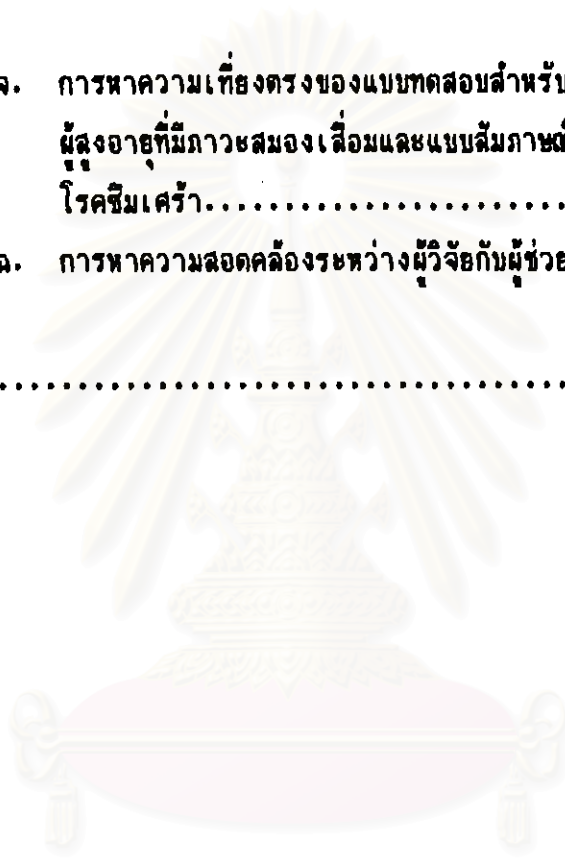 จ. การหาความเที่ยงตรงของแบบทดสอบสำหรับ
ผู้สูงอายุที่มีภาวะสมองเสื่อมและแบบสัมภาษณ์
โรคซึมเศร้า........................
ฉ. การหาความสอดคล้องระหว่างผู้วิจัยกับผู้ช่วย
.......................................